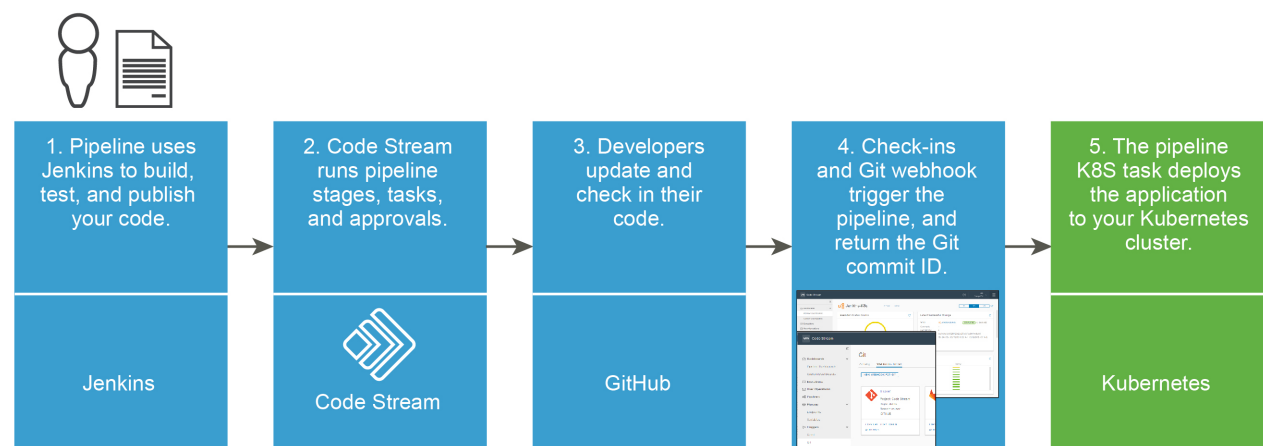 1. Pipeline uses
Jenkins to build,
test, and publish
your code.
2. Code Stream
runs pipeline
stages, tasks,
and approvals.
3. Developers
update and
check in their
code.
4. Check-ins
and Git webhook
trigger the
pipeline, and
return the Git
commit ID.
5. The pipeline
K8S task deploys
the application
to your Kubernetes
cluster.
Jenkins
Code Stream
GitHub
Code Stream
Git
Kubernetes